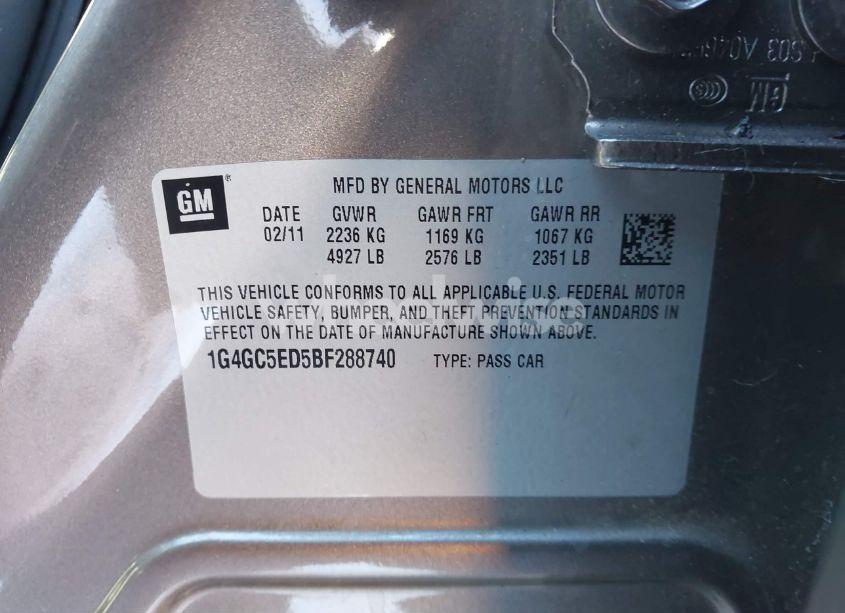 GM ®
MFD BY GENERAL MOTORS LLC
DATE GVWR GAWR FRT GAWR RR
02/11 2236 KG 1169 KG 1067 KG
4927 LB 2576 LB 2351 LB
THIS VEHICLE CONFORMS TO ALL APPLICABLE U.S. FEDERAL MOTOR
VEHICLE SAFETY, BUMPER, AND THEFT PREVENTION STANDARDS IN
EFFECT ON THE DATE OF MANUFACTURE SHOWN ABOVE.
1G4GC5ED5BF288740 TYPE: PASS CAR
GM